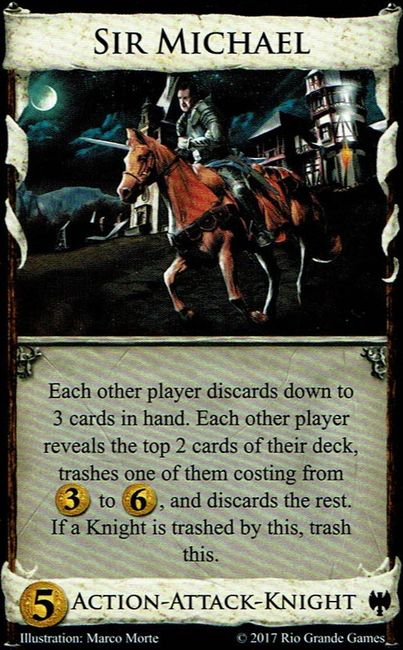 SIR MICHAEL
Each other player discards down to
3 cards in hand. Each other player
reveals the top 2 cards of their deck,
trashes one of them costing from
3 to 6, and discards the rest.
If a Knight is trashed by this, trash
this.
5 ACTION-ATTACK-KNIGHT
Illustration: Marco Morte © 2017 Rio Grande Games